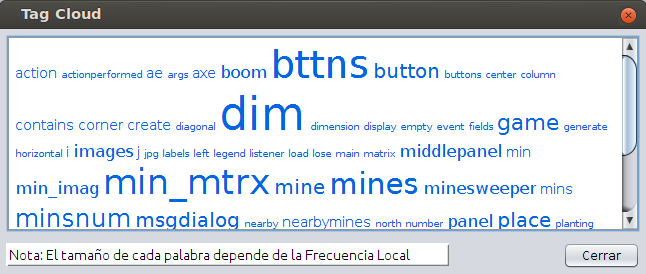 Tag Cloud
action actionperformed ae args axe boom bttns button buttons center column
contains corner create diagonal dim dimension display empty event fields game generate
horizontal i images j jpg labels left legend listener load lose main matrix middlepanel min
min_imag min_mtrx mine mines minesweeper mins
minsnum msgdialog nearby nearbymines north number panel place planting
Nota: El tamaño de cada palabra depende de la Frecuencia Local
Cerrar